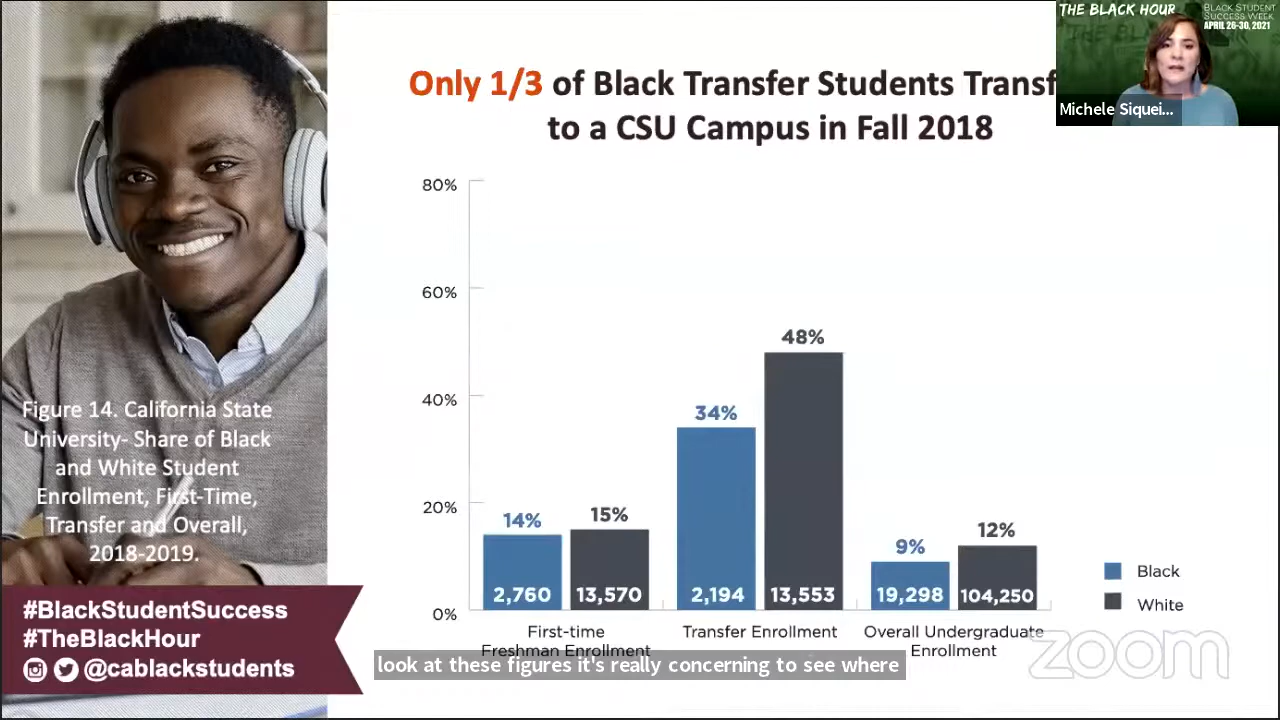 Only 1/3 of Black Transfer Students Transf
to a CSU Campus in Fall 2018
THE BLACK HOUR
BLACK STUDENT
SUCCESS WEEK
APRIL 26-30, 2021
Michele Siquei...
80%
60%
40%
20%
0%
14%
15%
34%
48%
9%
12%
2,760
13,570
2,194
13,553
19,298
104,250
First-time
Freshman Enrollment
Transfer Enrollment
Overall Undergraduate
Enrollment
Black
White
Figure 14. California State
University- Share of Black
and White Student
Enrollment, First-Time,
Transfer and Overall,
2018-2019.
#BlackStudentSuccess
#TheBlackHour
@cablackstudents
look at these figures it's really concerning to see where
zoom